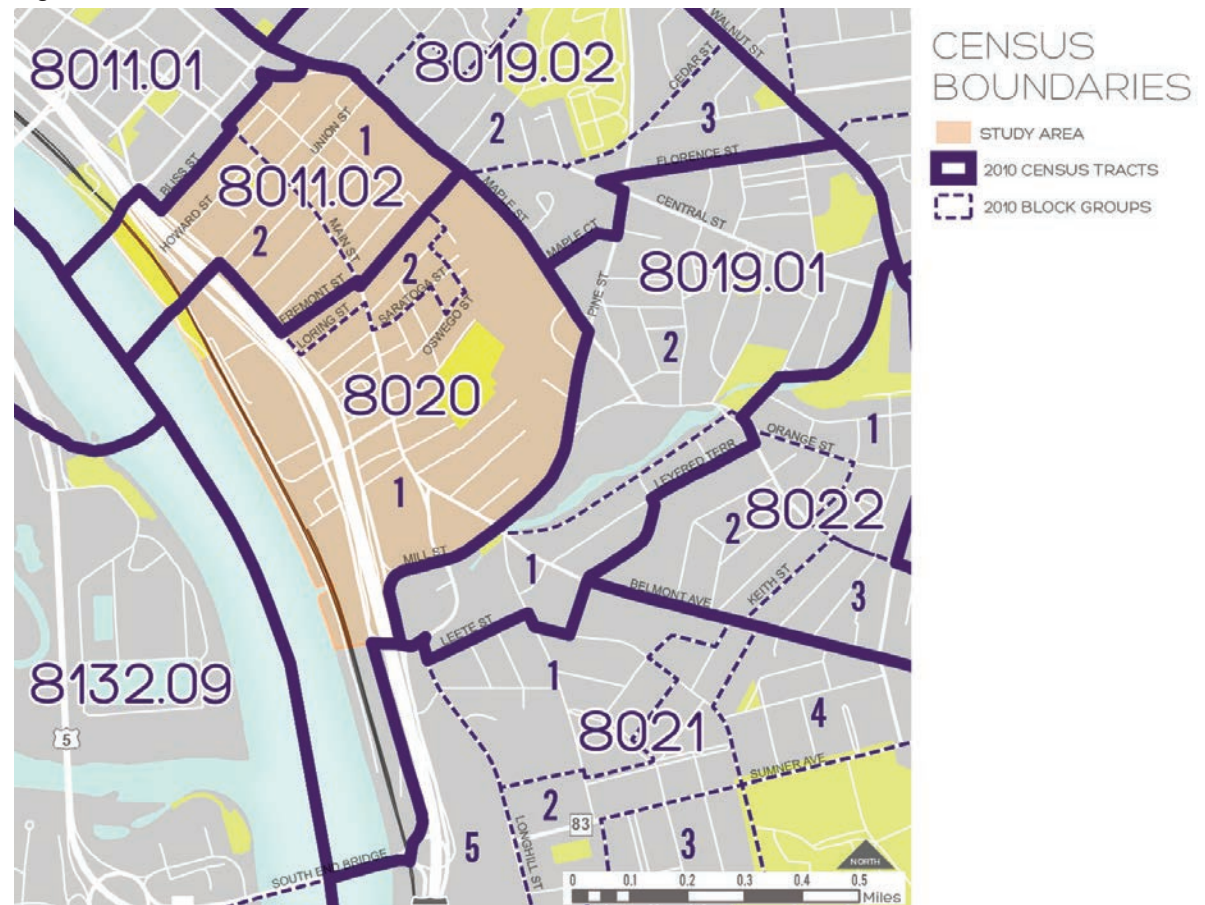 CENSUS
BOUNDARIES
STUDY AREA
2010 CENSUS TRACTS
2010 BLOCK GROUPS
8011.01
8019.02
WALNUT ST
CEDAR ST
3
2
1
UNION ST
FLORENCE ST
BLISS ST
8011.02
MAPLE ST
CENTRAL ST
HOWARD ST
2
MAIN ST
MAPLE CT
8019.01
2
SARATOGA ST
FREMONT ST
PINE ST
LORING ST
OSWEGO ST
2
8020
1
ORANGE ST
LEYERED TERR
1
2
8022
MILL ST
1
BELMONT AVE
KEITH ST
3
LEETE ST
8132.09
1
5
8021
4
SUMNER AVE
2
83
LONGHILL ST
5
3
SOUTH END BRIDGE
NORTH
0 0.1 0.2 0.3 0.4 0.5
Miles